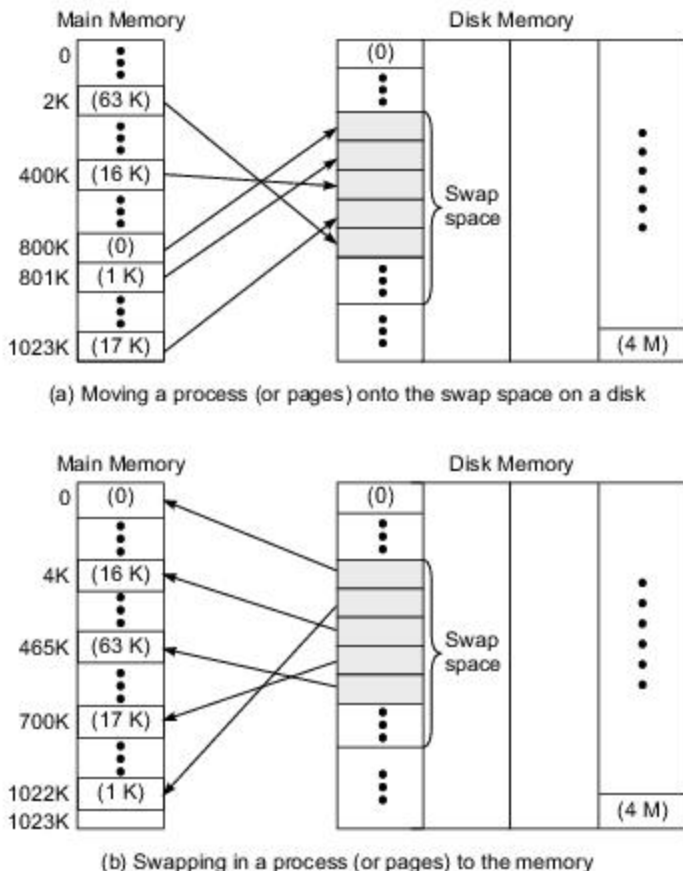 Main Memory Disk Memory
0 (0)
2K (63 K)
400K (16 K)
Swap
space
800K (0)
801K (1 K)
1023K (17 K) (4 M)
(a) Moving a process (or pages) onto the swap space on a disk
Main Memory Disk Memory
0 (0) (0)
4K (16 K)
465K (63 K) Swap
space
700K (17 K)
1022K (1 K)
1023K (4 M)
(b) Swapping in a process (or pages) to the memory